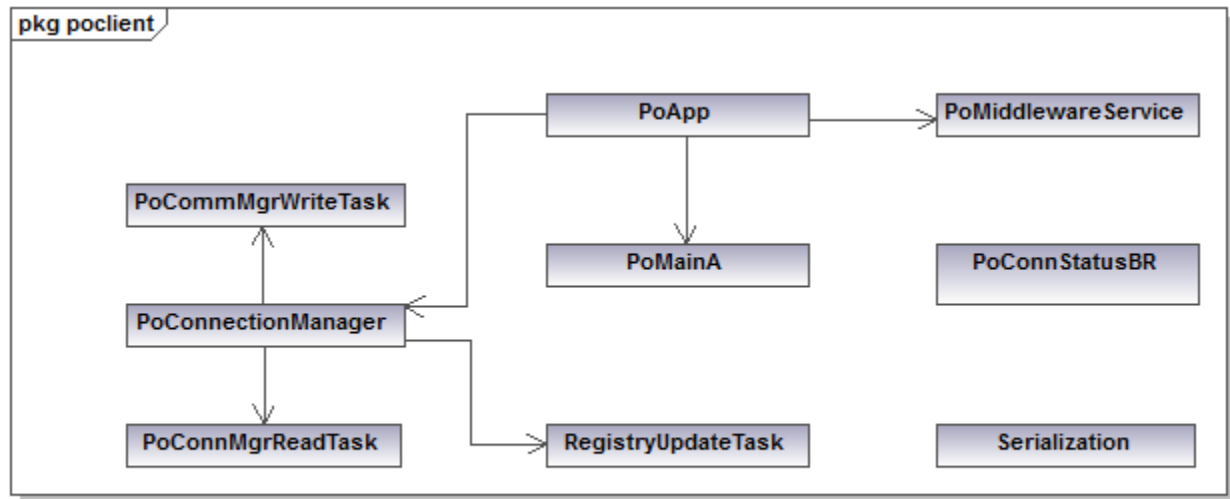 pkg poclient
PoApp
PoMiddlewareService
PoCommMgrWriteTask
PoMainA
PoConnStatusBR
PoConnectionManager
PoConnMgrReadTask
RegistryUpdateTask
Serialization